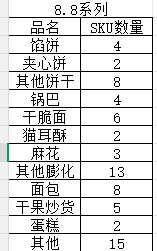 8.8系列
品名 SKU数量
馅饼 4
夹心饼 2
其他饼干 8
锅巴 4
干脆面 6
猫耳酥 2
麻花 3
其他膨化 13
面包 8
干果炒货 5
蛋糕 2
其他 15